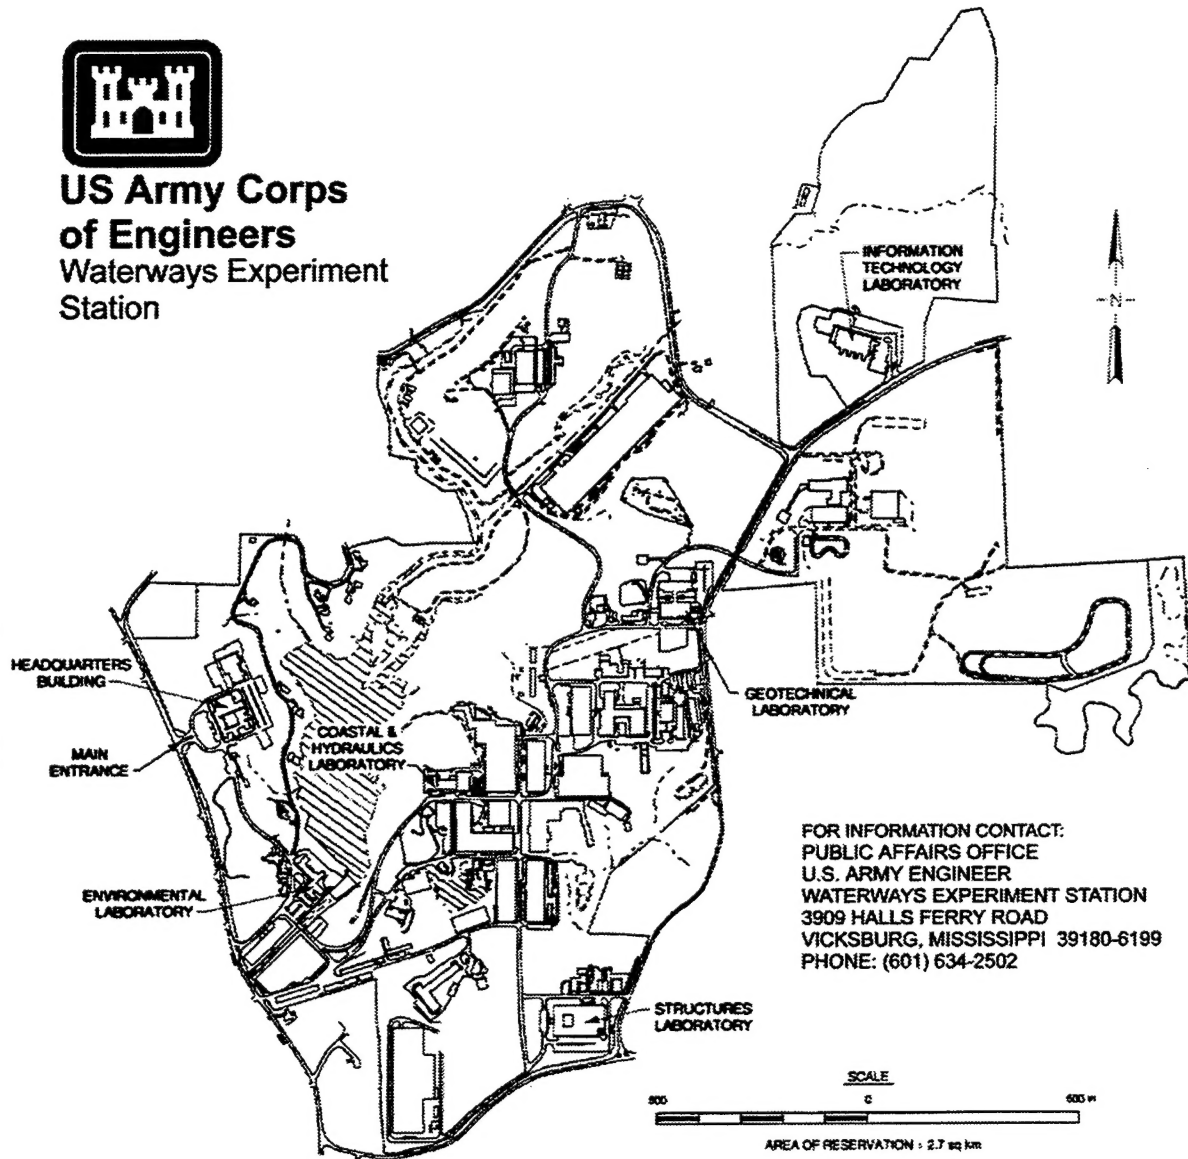 US Army Corps
of Engineers
Waterways Experiment
Station
INFORMATION
TECHNOLOGY
LABORATORY
N
HEADQUARTERS
BUILDING
MAIN
ENTRANCE
COASTAL &
HYDRAULICS
LABORATORY
GEOTECHNICAL
LABORATORY
ENVIRONMENTAL
LABORATORY
FOR INFORMATION CONTACT:
PUBLIC AFFAIRS OFFICE
U.S. ARMY ENGINEER
WATERWAYS EXPERIMENT STATION
3909 HALLS FERRY ROAD
VICKSBURG, MISSISSIPPI 39180-6199
PHONE: (601) 634-2502
STRUCTURES
LABORATORY
SCALE
AREA OF RESERVATION : 2.7 sq km